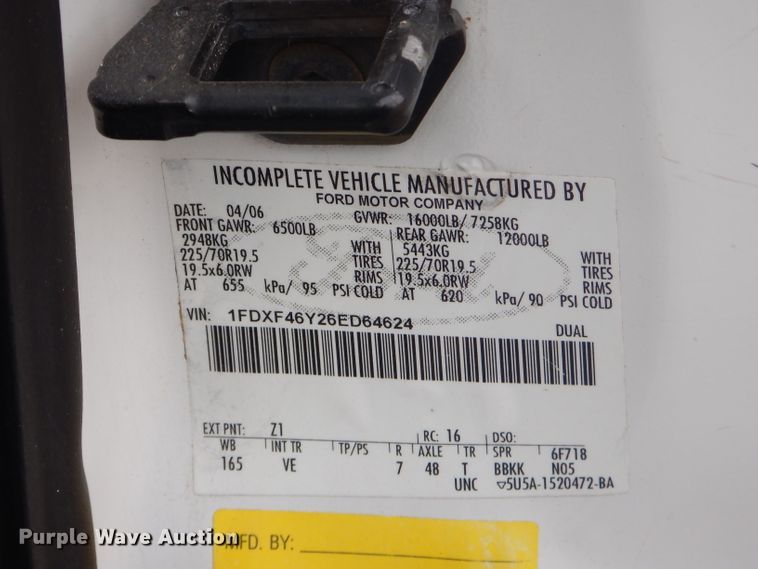 INCOMPLETE VEHICLE MANUFACTURED BY
FORD MOTOR COMPANY
DATE: 04/06 GVWR: 16000LB/ 7258KG
FRONT GAWR: 6500LB REAR GAWR: 12000LB
2948KG WITH 5443KG WITH
225/70R19.5 TIRES 225/70R19.5 TIRES
19.5x6.0RW RIMS 19.5x6.0RW RIMS
AT 655 kPa/ 95 PSI COLD AT 620 kPa/ 90 PSI COLD
VIN: 1FDXF46Y26ED64624 DUAL
EXT PNT: Z1 RC: 16 DSO:
WB INT TR TP/PS R AXLE TR SPR 6F718
165 VE 7 48 T BBKK N05
UNC ▽5U5A-1520472-BA
MFD. BY:
Purple Wave Auction